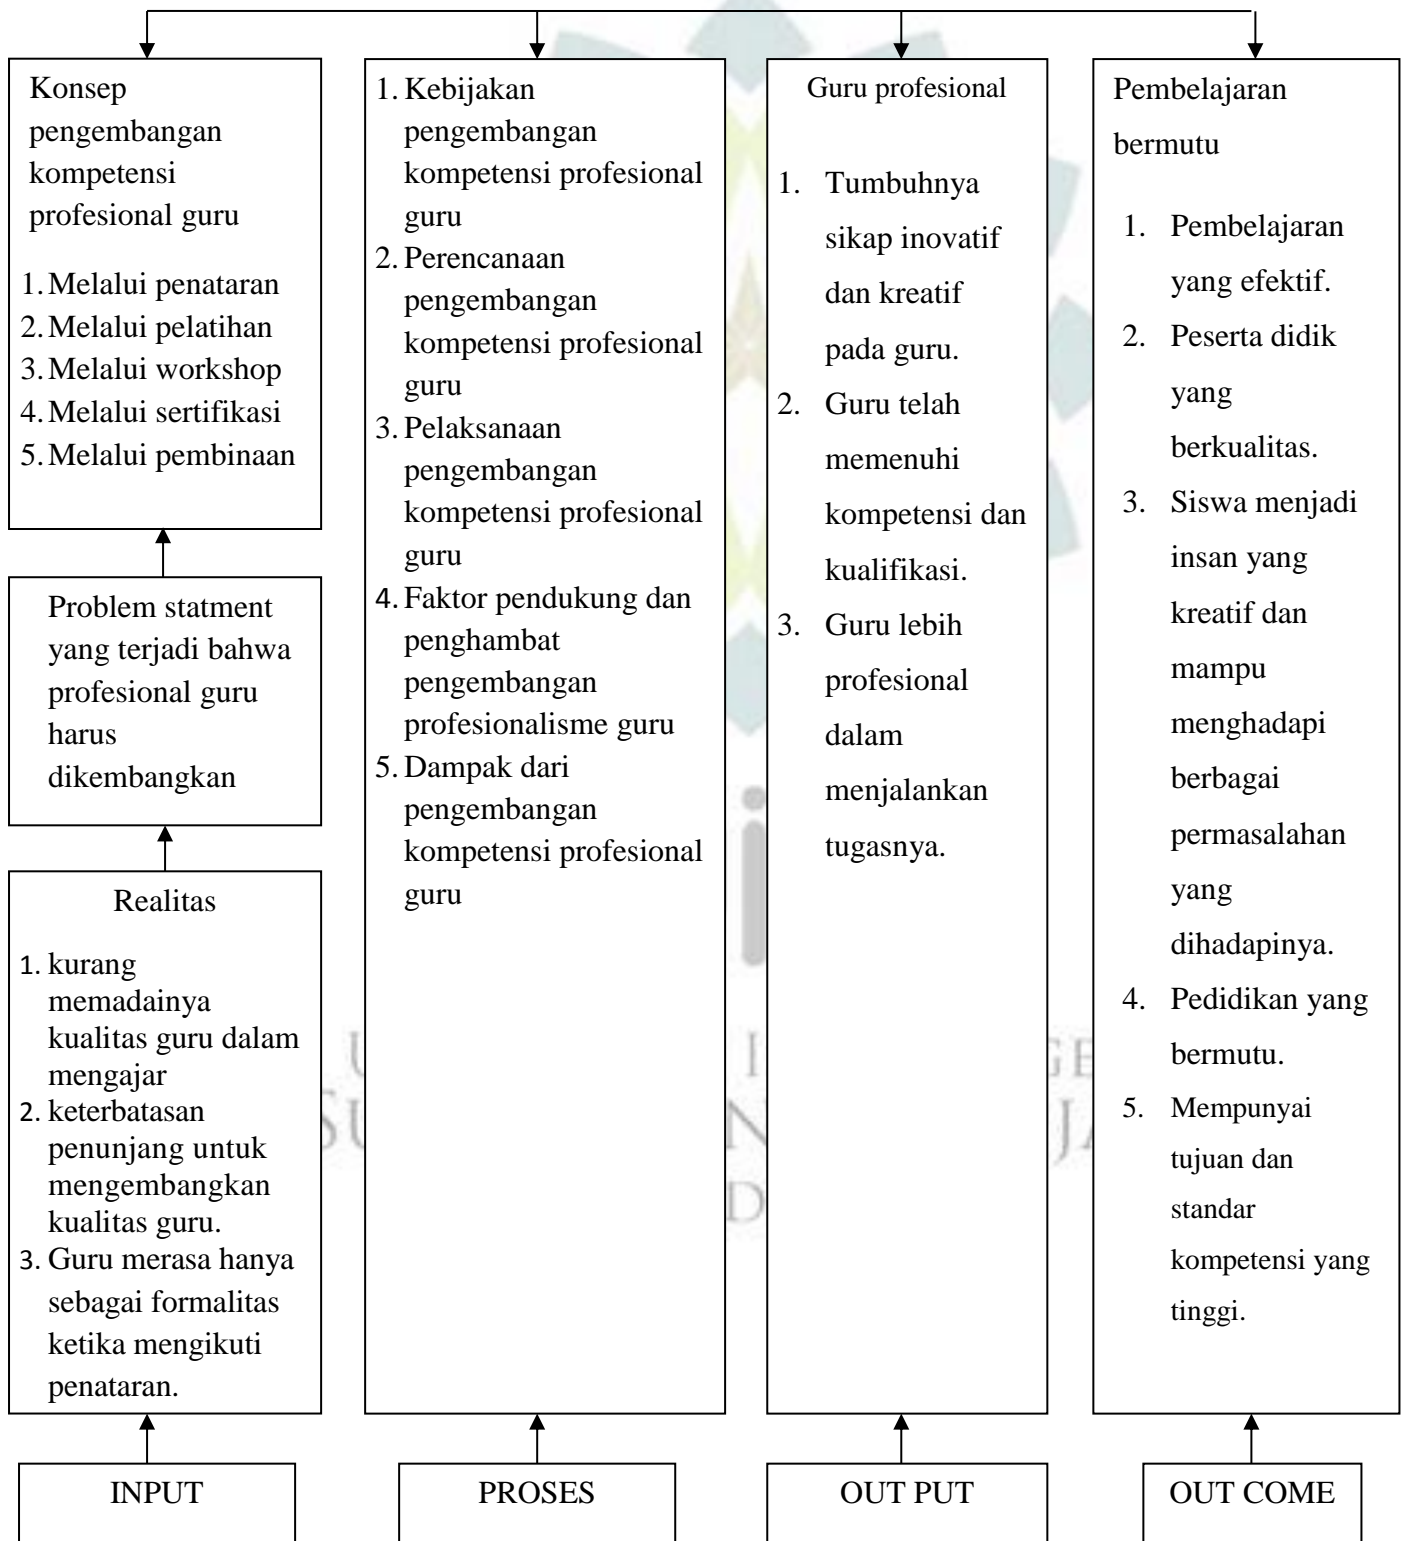 Konsep
pengembangan
kompetensi
profesional guru
1. Melalui penataran
2. Melalui pelatihan
3. Melalui workshop
4. Melalui sertifikasi
5. Melalui pembinaan
Problem statment
yang terjadi bahwa
profesional guru
harus
dikembangkan
Realitas
1. kurang
memadainya
kualitas guru dalam
mengajar
2. keterbatasan
penunjang untuk
mengembangkan
kualitas guru.
3. Guru merasa hanya
sebagai formalitas
ketika mengikuti
penataran.
INPUT
1. Kebijakan
pengembangan
kompetensi profesional
guru
2. Perencanaan
pengembangan
kompetensi profesional
guru
3. Pelaksanaan
pengembangan
kompetensi profesional
guru
4. Faktor pendukung dan
penghambat
pengembangan
profesionalisme guru
5. Dampak dari
pengembangan
kompetensi profesional
guru
PROSES
Guru profesional
1. Tumbuhnya
sikap inovatif
dan kreatif
pada guru.
2. Guru telah
memenuhi
kompetensi dan
kualifikasi.
3. Guru lebih
profesional
dalam
menjalankan
tugasnya.
OUT PUT
Pembelajaran
bermutu
1. Pembelajaran
yang efektif.
2. Peserta didik
yang
berkualitas.
3. Siswa menjadi
insan yang
kreatif dan
mampu
menghadapi
berbagai
permasalahan
yang
dihadapinya.
4. Pedidikan yang
bermutu.
5. Mempunyai
tujuan dan
standar
kompetensi yang
tinggi.
OUT COME